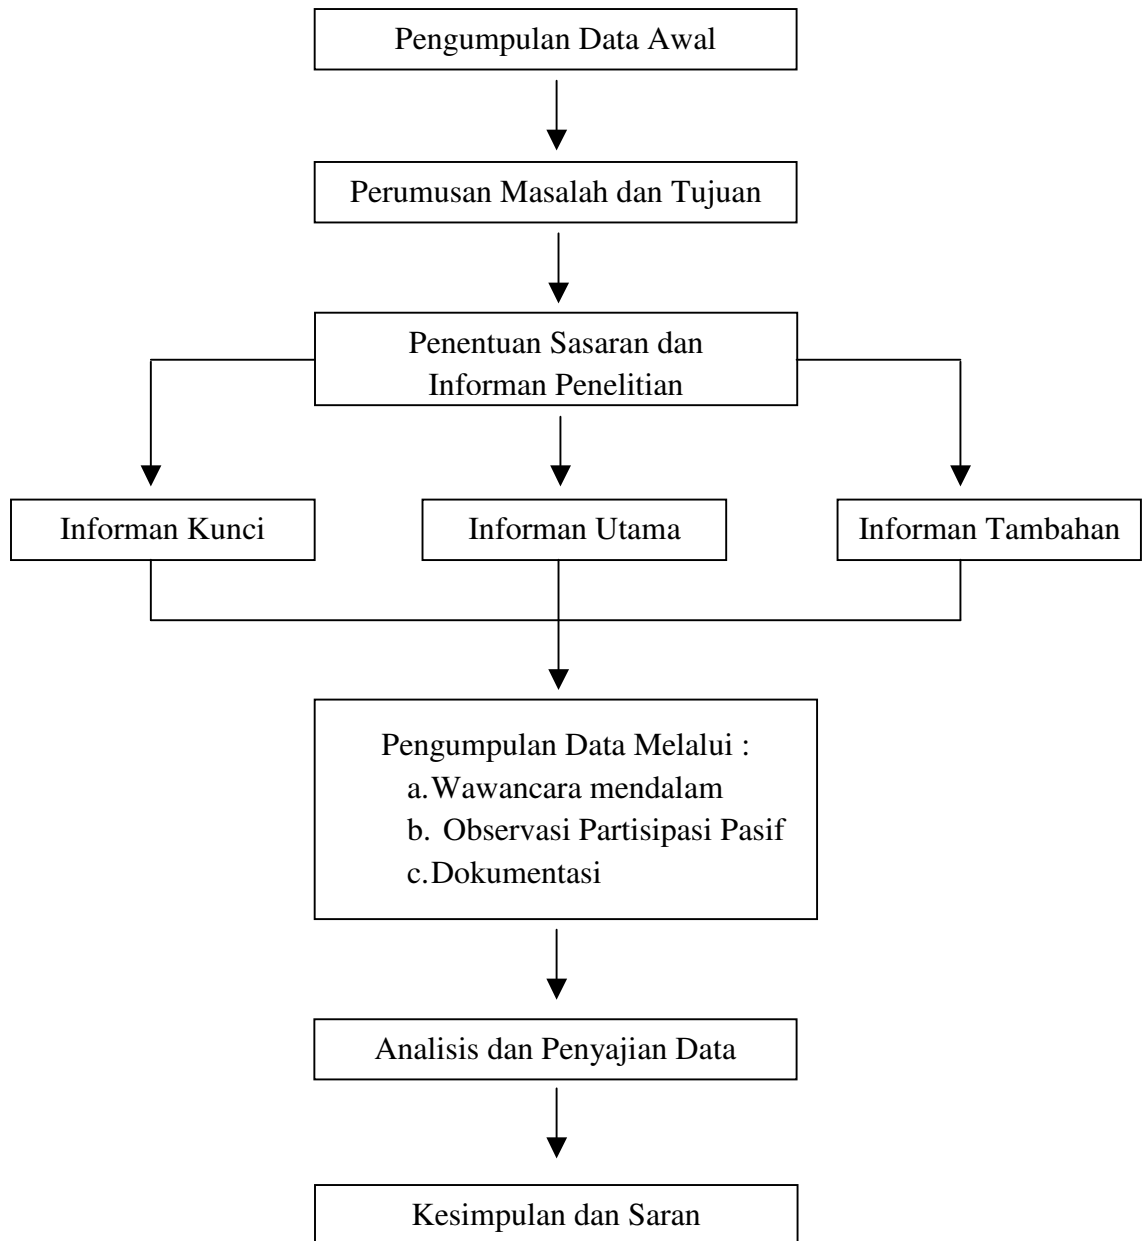 Pengumpulan Data Awal
Perumusan Masalah dan Tujuan
Penentuan Sasaran dan
Informan Penelitian
Informan Kunci
Informan Utama
Informan Tambahan
Pengumpulan Data Melalui :
a.Wawancara mendalam
b. Observasi Partisipasi Pasif
c.Dokumentasi
Analisis dan Penyajian Data
Kesimpulan dan Saran